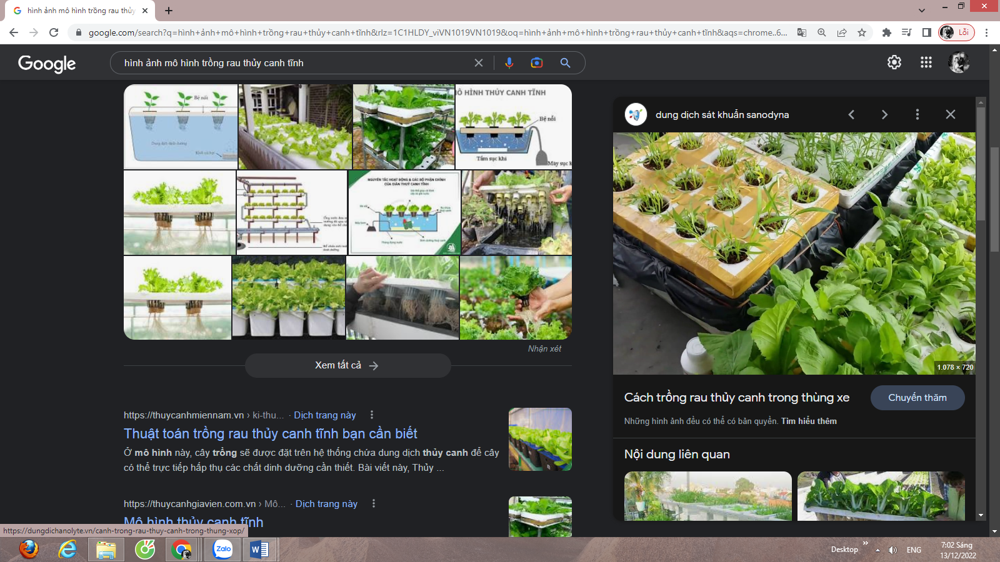 hình ảnh mô hình trồng rau thủy
google.com/search?q=hình+ảnh+mô+hình+trồng+rau+thủy+canh+tĩnh&rlz=1C1HLDY_viVN1019VN1019&oq=hình+ảnh+mô+hình+trồng+rau+thủy+canh+tĩnh&aqs=chrome..6...
Lỗi
Google
hình ảnh mô hình trồng rau thủy canh tĩnh
Bệ nổi
Dung dịch dinh dưỡng
MÔ HÌNH THỦY CANH TĨNH
Bệ nổi
Tấm sục khí
Máy sục k
NGUYÊN TẮC HOẠT ĐỘNG & CÁC BỘ PHẬN CHÍNH
CỦA GIÀN THUỶ CANH TĨNH
Nhận xét
Xem tất cả
https://thuycanhmiennam.vn › ki-thu... · Dịch trang này
Thuật toán trồng rau thủy canh tĩnh bạn cần biết
Ở mô hình này, cây trồng sẽ được đặt trên hệ thống chứa dung dịch thủy canh để cây
có thể trực tiếp hấp thụ các chất dinh dưỡng cần thiết. Bài viết này, Thủy ...
https://thuycanhgiavien.com.vn › Mô... · Dịch trang này
Mô hình thủy canh tĩnh
https://dungdichanolyte.vn/canh-trong-rau-thuy-canh-trong-thung-xop/
dung dịch sát khuẩn sanodyna
1.078 × 720
Cách trồng rau thủy canh trong thùng xe
Chuyến thăm
Những hình ảnh đều có thể có bản quyền. Tìm hiểu thêm
Nội dung liên quan
Zalo
W
Desktop
ENG
7:02 Sáng
13/12/2022